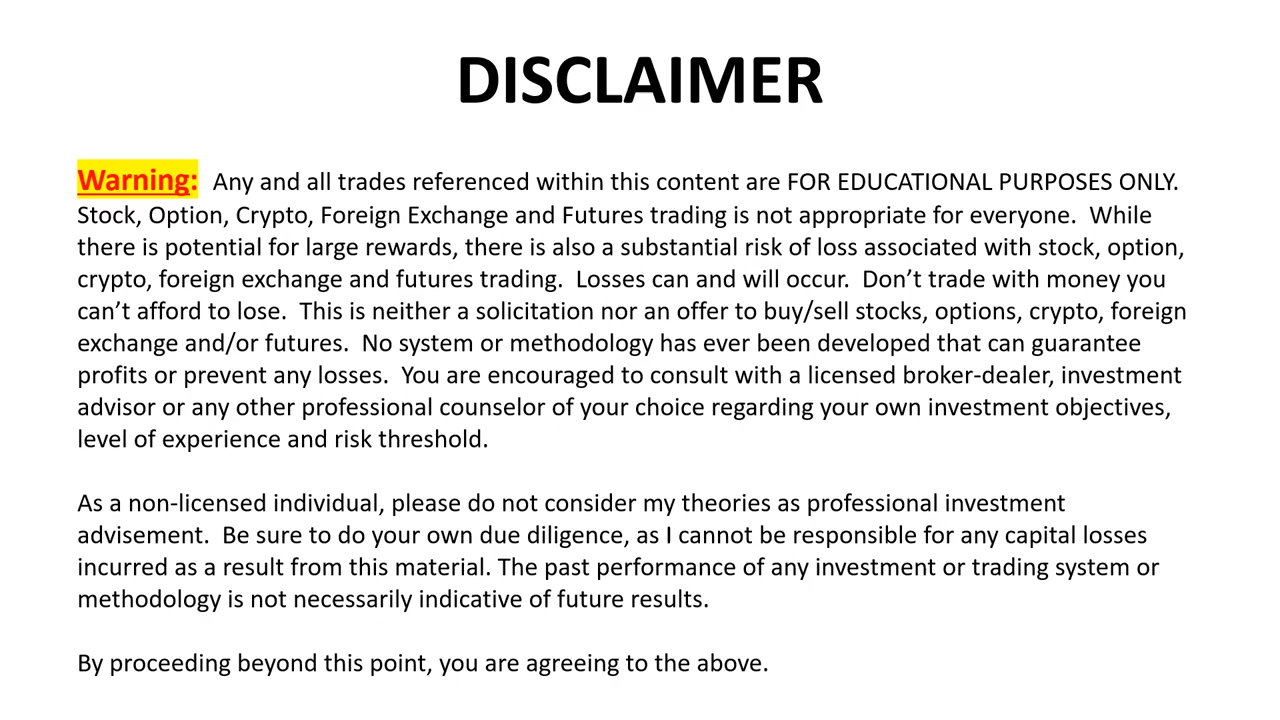 DISCLAIMER
Warning: Any and all trades referenced within this content are FOR EDUCATIONAL PURPOSES ONLY.
Stock, Option, Crypto, Foreign Exchange and Futures trading is not appropriate for everyone. While
there is potential for large rewards, there is also a substantial risk of loss associated with stock, option,
crypto, foreign exchange and futures trading. Losses can and will occur. Don’t trade with money you
can’t afford to lose. This is neither a solicitation nor an offer to buy/sell stocks, options, crypto, foreign
exchange and/or futures. No system or methodology has ever been developed that can guarantee
profits or prevent any losses. You are encouraged to consult with a licensed broker-dealer, investment
advisor or any other professional counselor of your choice regarding your own investment objectives,
level of experience and risk threshold.
As a non-licensed individual, please do not consider my theories as professional investment
advisement. Be sure to do your own due diligence, as I cannot be responsible for any capital losses
incurred as a result from this material. The past performance of any investment or trading system or
methodology is not necessarily indicative of future results.
By proceeding beyond this point, you are agreeing to the above.